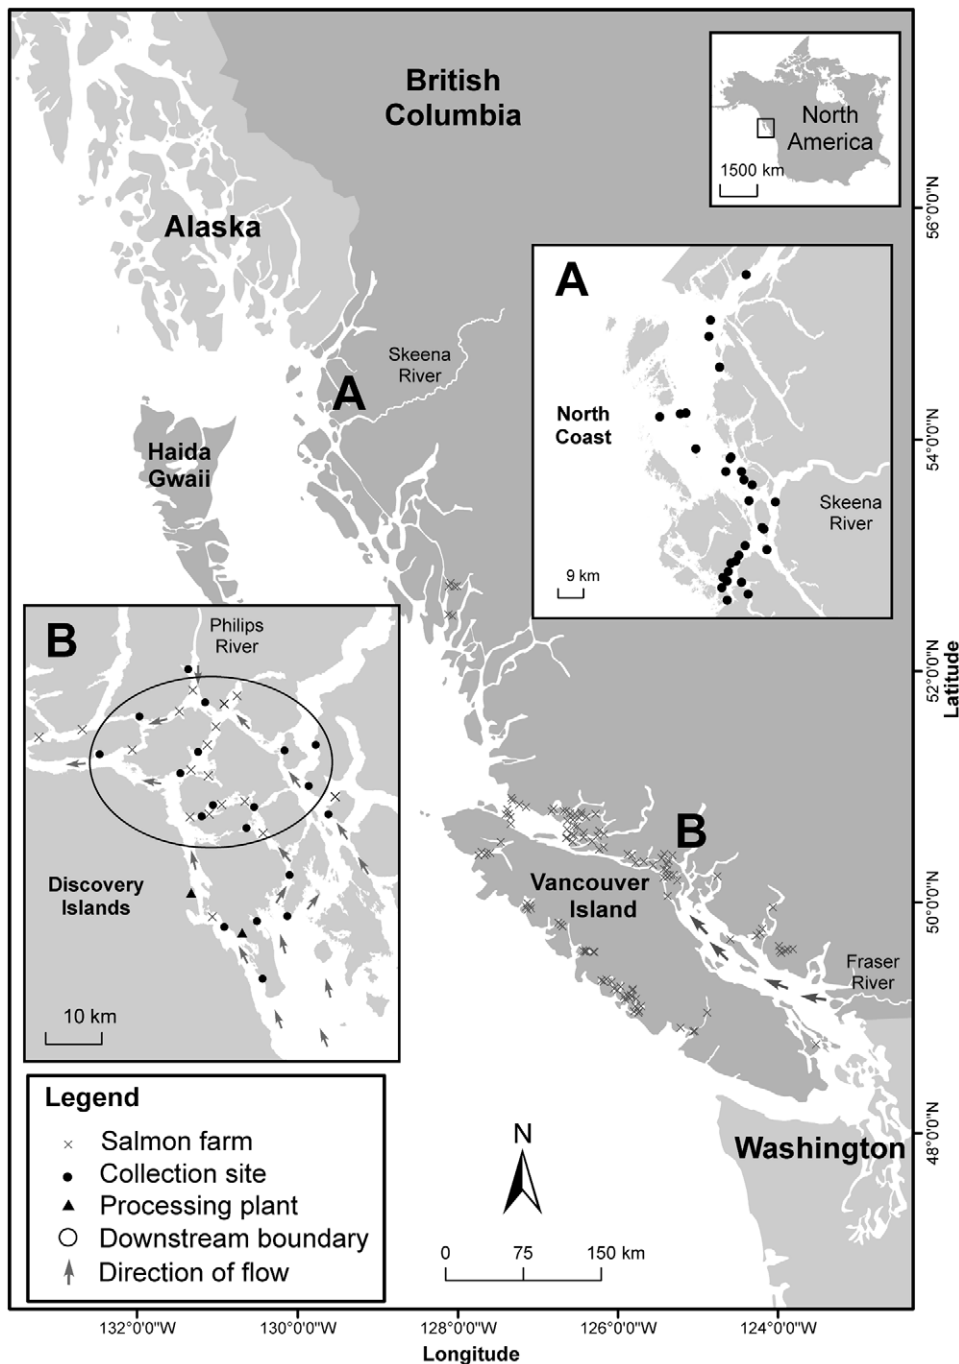 British
Columbia
North
America
1500 km
56°0'0"N
Alaska
A
Skeena
River
A
North
Coast
Skeena
River
9 km
54°0'0"N
Haida
Gwaii
B
Philips
River
Discovery
Islands
10 km
52°0'0"N
Latitude
B
Vancouver
Island
50°0'0"N
Fraser
River
Legend
Salmon farm
Collection site
Processing plant
Downstream boundary
Direction of flow
N
0 75 150 km
Washington
48°0'0"N
132°0'0"W 130°0'0"W 128°0'0"W 126°0'0"W 124°0'0"W
Longitude